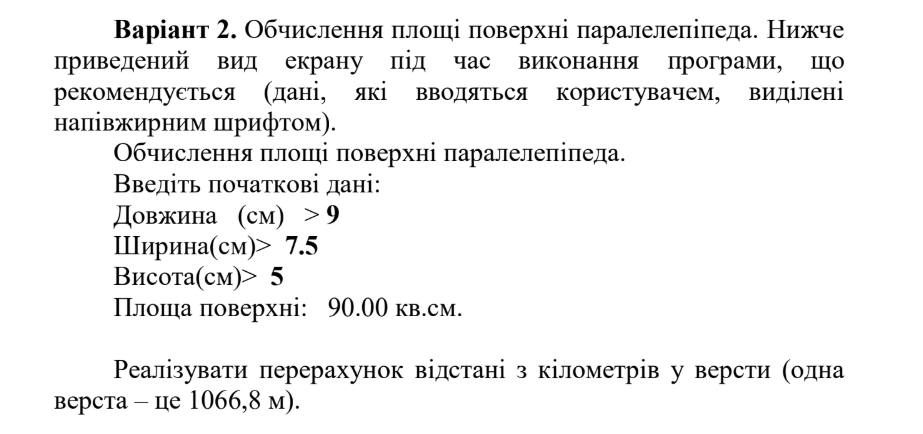 Варіант 2. Обчислення площі поверхні паралелепіпеда. Нижче
приведений вид екрану під час виконання програми, що
рекомендується (дані, які вводяться користувачем, виділені
напівжирним шрифтом).
Обчислення площі поверхні паралелепіпеда.
Введіть початкові дані:
Довжина (см) > 9
Ширина(см)> 7.5
Висота(см)> 5
Площа поверхні: 90.00 кв.см.
Реалізувати перерахунок відстані з кілометрів у версти (одна
верста – це 1066,8 м).